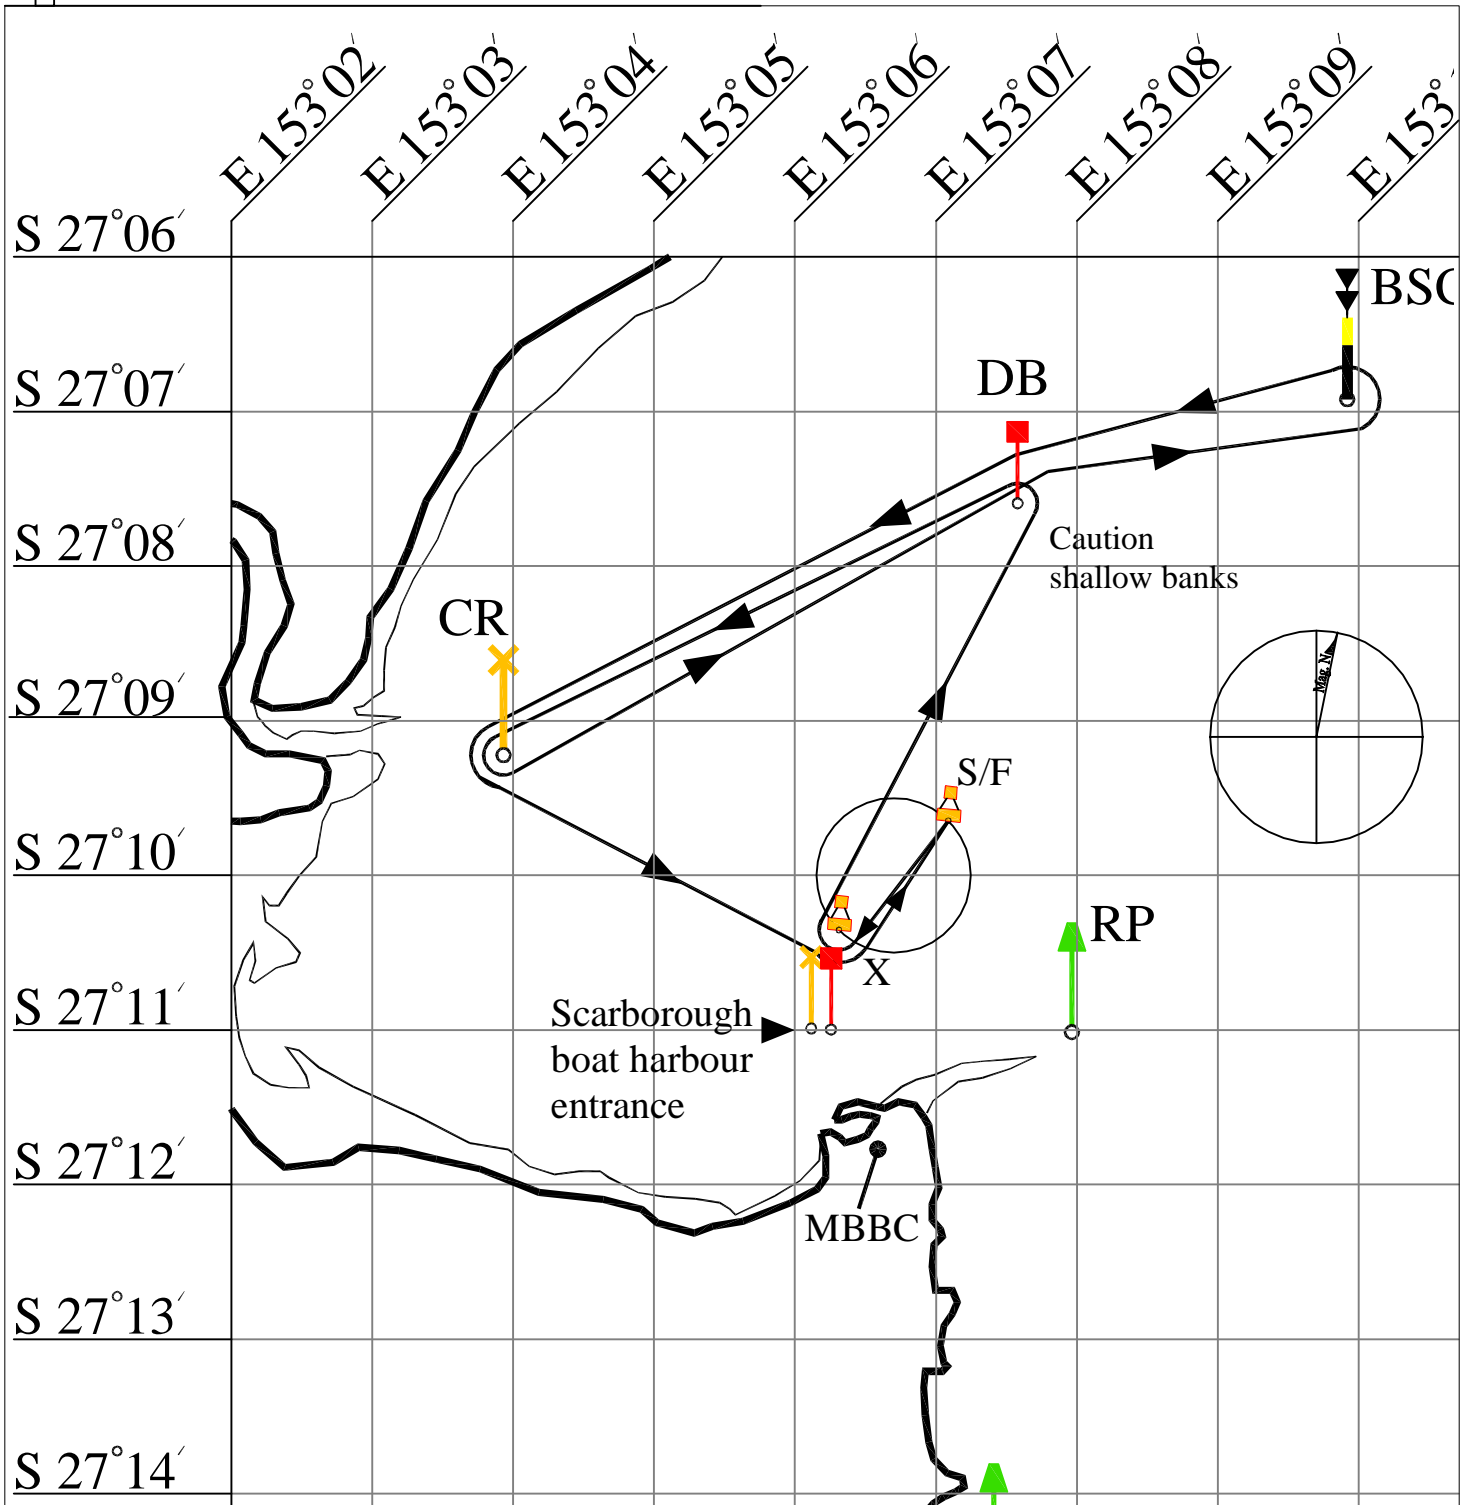 E 153°02′
E 153°03′
E 153°04′
E 153°05′
E 153°06′
E 153°07′
E 153°08′
E 153°09′
E 153°
S 27°06′
S 27°07′
S 27°08′
S 27°09′
S 27°10′
S 27°11′
S 27°12′
S 27°13′
S 27°14′
DB
Caution
shallow banks
CR
Mag. N
S/F
RP
X
Scarborough
boat harbour
entrance
MBBC